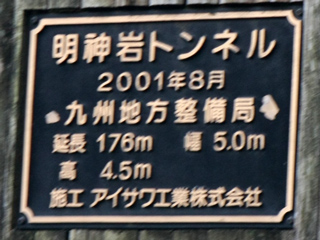 明神岩トンネル
2001年8月
九州地方整備局
延長 176m 幅 5.0m
高 4.5m
施工 アイサワ工業株式会社